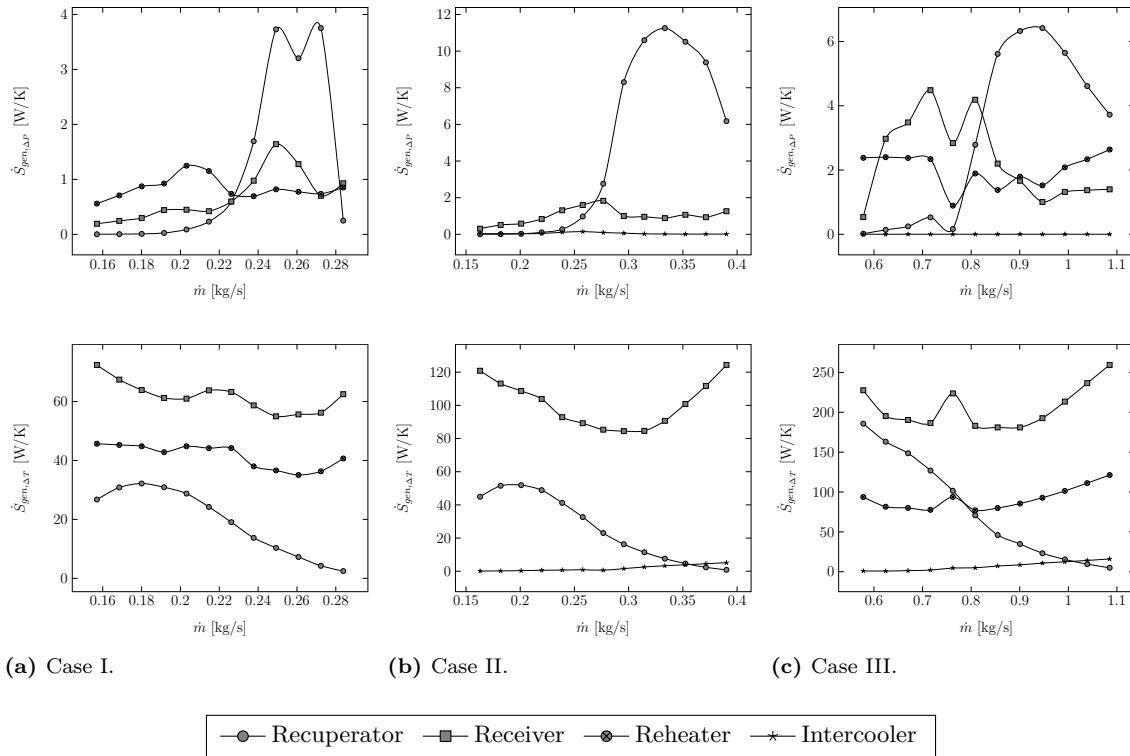 4
3
2
1
0
Ṡgen,ΔP [W/K]
0.16 0.18 0.2 0.22 0.24 0.26 0.28
ṁ [kg/s]
12
10
8
6
4
2
0
Ṡgen,ΔP [W/K]
0.15 0.2 0.25 0.3 0.35 0.4
ṁ [kg/s]
6
4
2
0
Ṡgen,ΔP [W/K]
0.6 0.7 0.8 0.9 1 1.1
ṁ [kg/s]
60
40
20
0
Ṡgen,ΔT [W/K]
0.16 0.18 0.2 0.22 0.24 0.26 0.28
ṁ [kg/s]
120
100
80
60
40
20
0
Ṡgen,ΔT [W/K]
0.15 0.2 0.25 0.3 0.35 0.4
ṁ [kg/s]
250
200
150
100
50
0
Ṡgen,ΔT [W/K]
0.6 0.7 0.8 0.9 1 1.1
ṁ [kg/s]
(a) Case I.
(b) Case II.
(c) Case III.
Recuperator Receiver Reheater Intercooler